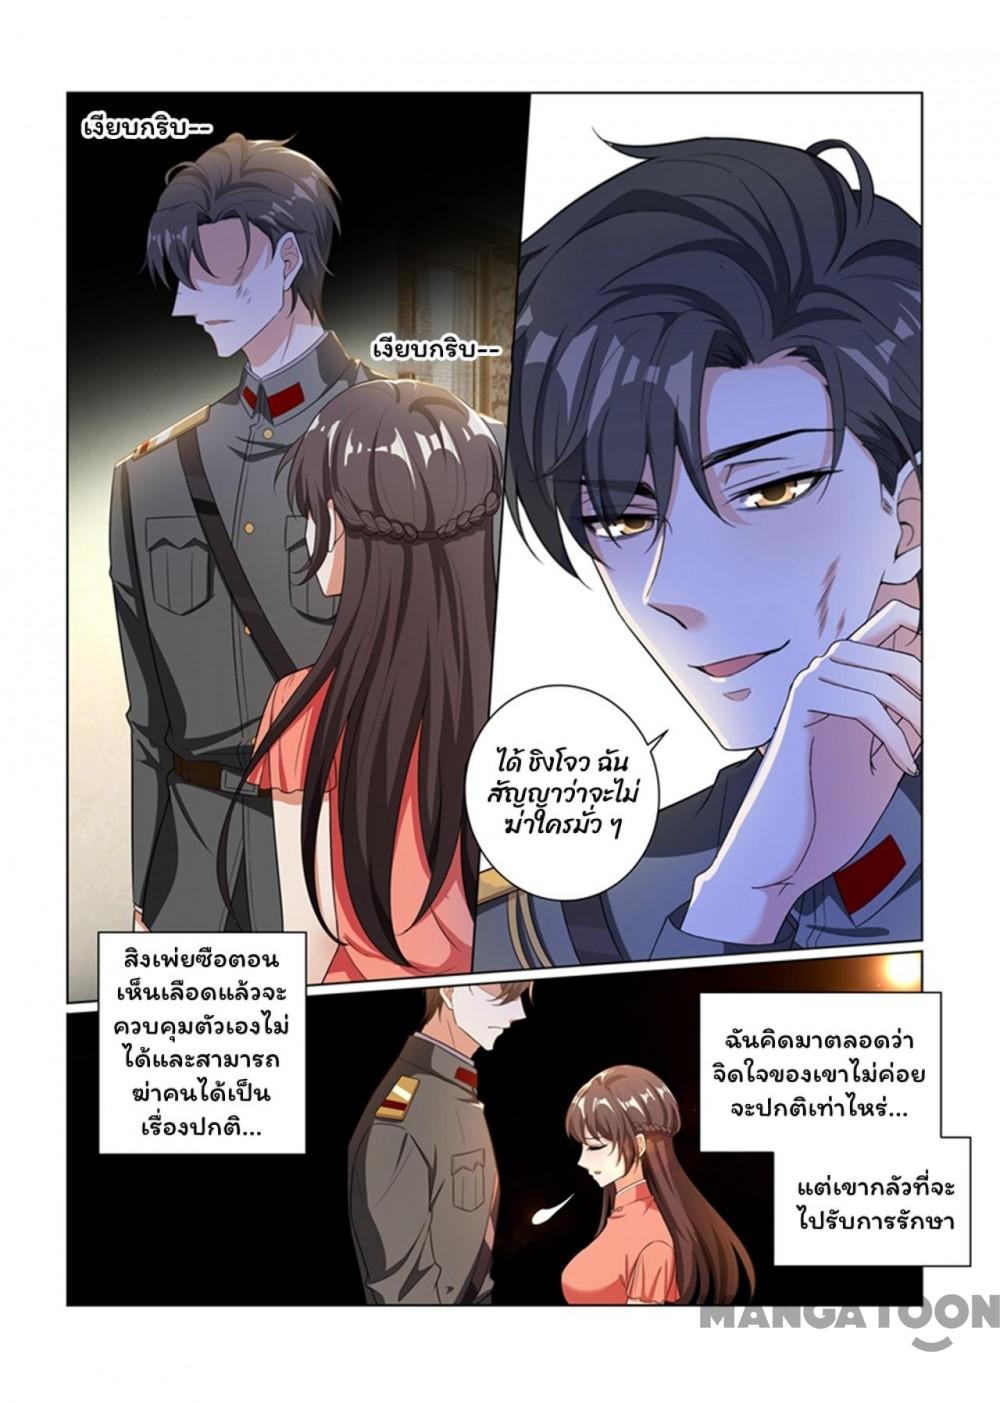 เงียบกริบ--
เงียบกริบ--
ได้ ชิงโจว ฉัน
สัญญาว่าจะไม่
ฆ่าใครมั่ว ๆ
สิงเพ่ยซือตอน
เห็นเลือดแล้วจะ
ควบคุมตัวเองไม่
ได้และสามารถ
ฆ่าคนได้เป็น
เรื่องปกติ...
ฉันคิดมาตลอดว่า
จิตใจของเขาไม่ค่อย
จะปกติเท่าไหร่...
แต่เขากลัวที่จะ
ไปรับการรักษา
MANGATOON